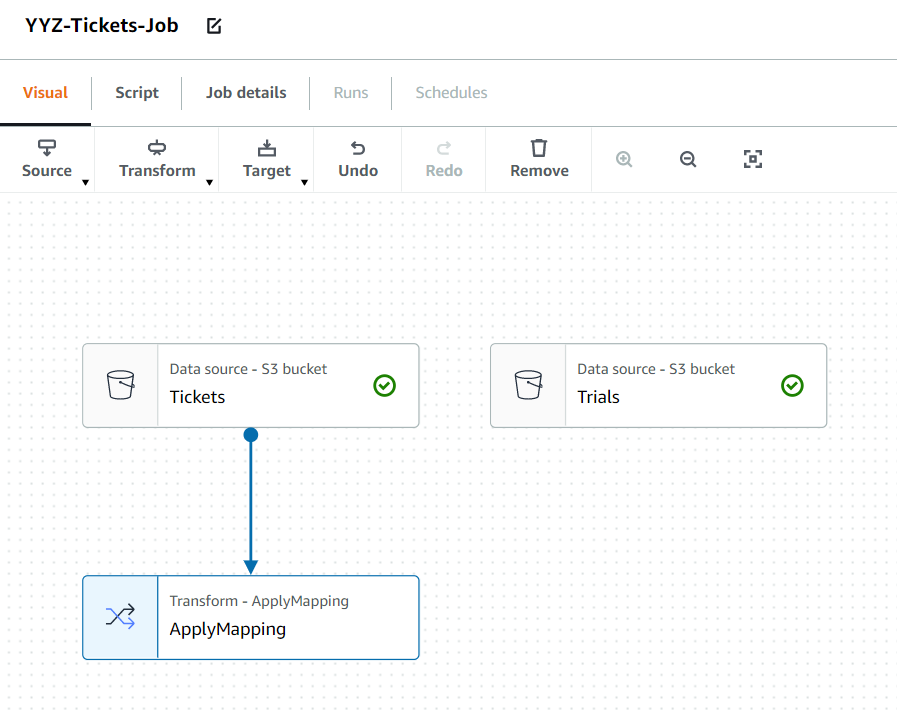 YYZ-Tickets-Job
Visual
Script
Job details
Runs
Schedules
Source
Transform
Target
Undo
Redo
Remove
Data source - S3 bucket
Tickets
Data source - S3 bucket
Trials
Transform - ApplyMapping
ApplyMapping